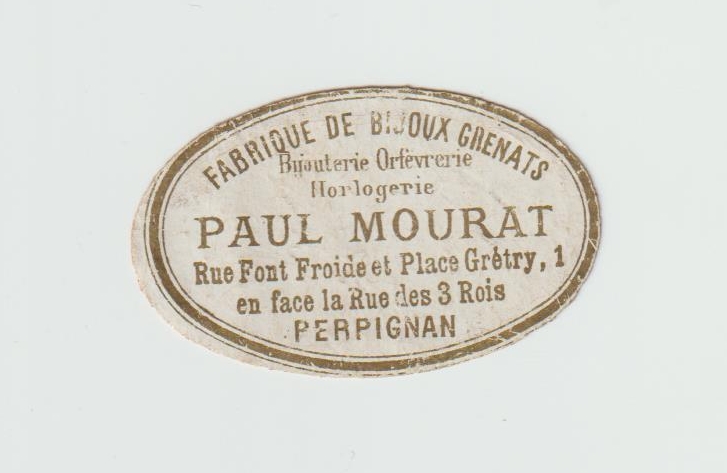 FABRIQUE DE BIJOUX GRENATS
Bijouterie Orfèvrerie
Horlogerie
PAUL MOURAT
Rue Font Froide et Place Grètry, 1
en face la Rue des 3 Rois
PERPIGNAN